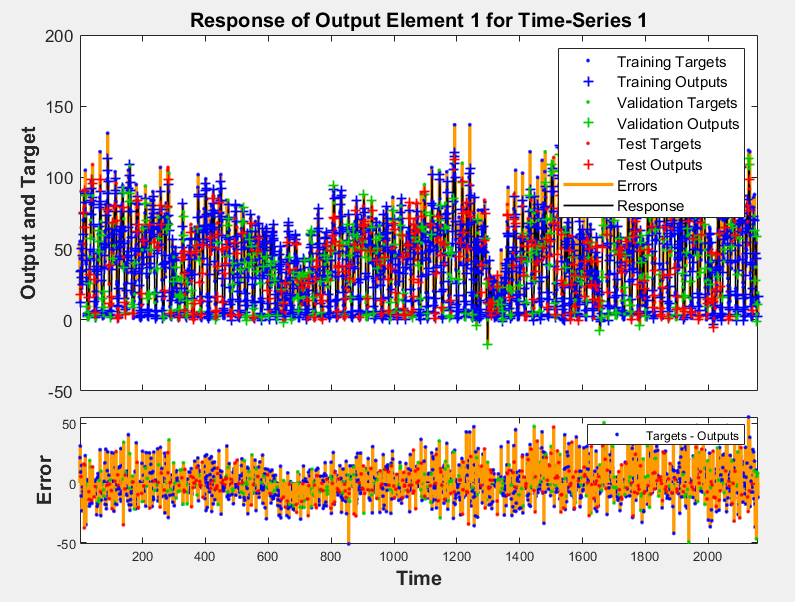 Response of Output Element 1 for Time-Series 1
Output and Target
200
150
100
50
0
-50
Training Targets
Training Outputs
Validation Targets
Validation Outputs
Test Targets
Test Outputs
Errors
Response
Error
50
0
-50
Targets - Outputs
200
400
600
800
1000
1200
1400
1600
1800
2000
Time